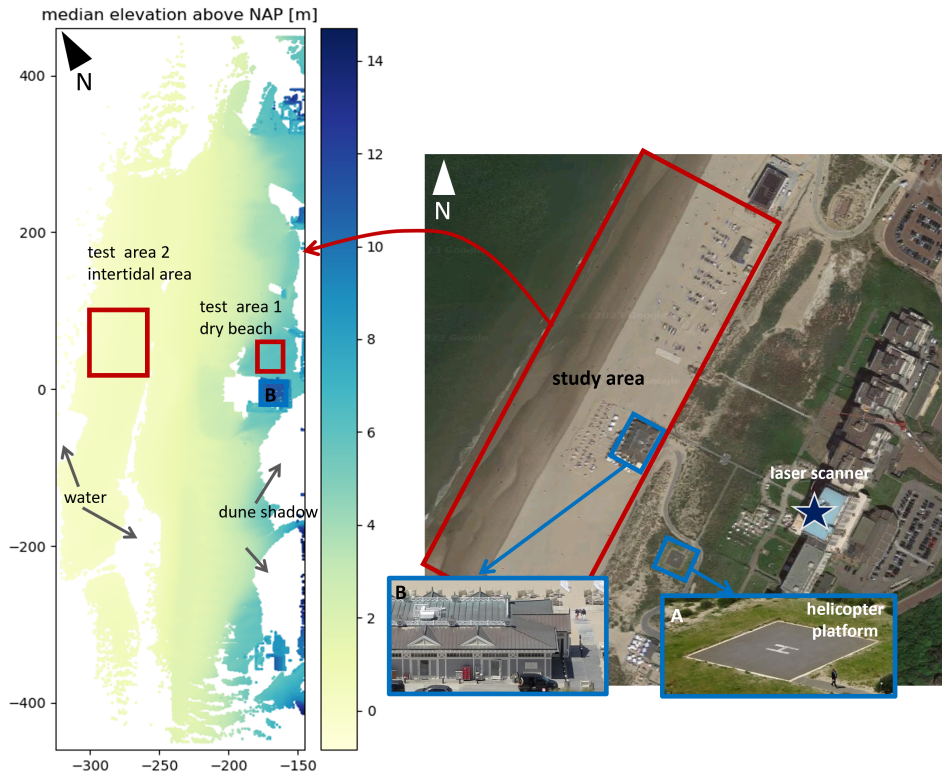 median elevation above NAP [m]
N
400
200
0
−200
−400
−300
−250
−200
−150
test area 2
intertidal area
test area 1
dry beach
B
water
dune shadow
14
12
10
8
6
4
2
0
N
study area
laser scanner
B
A
helicopter
platform
H